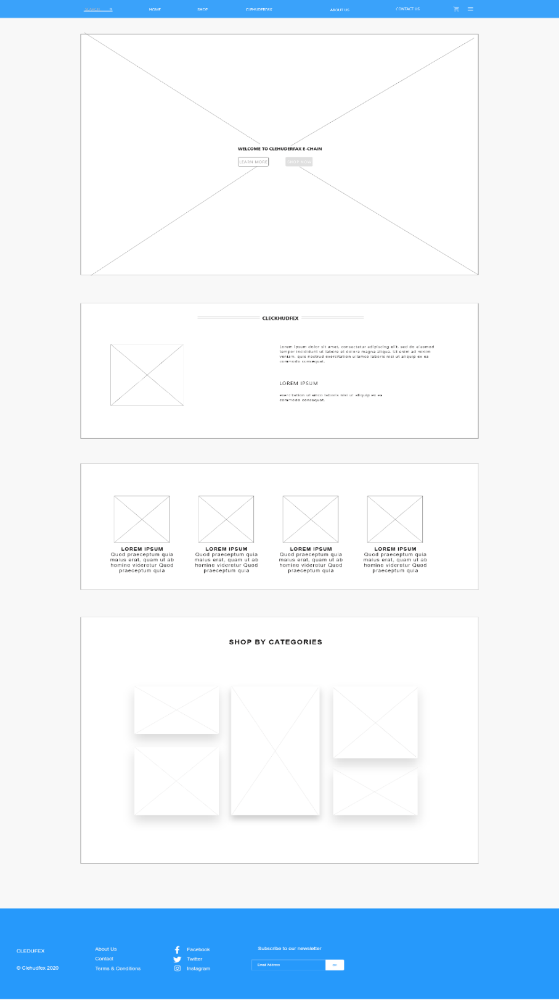 HOME
SHOP
CLEHUDEFAX
ABOUT US
CONTACT US
WELCOME TO CLEHUDERFAX E-CHAIN
LEARN MORE
SHOP NOW
CLECKHUDFEX
Lorem ipsum dolor sit amet, consectetur adipiscing elit, sed do eiusmod
tempor incididunt ut labore et dolore magna aliqua. Ut enim ad minim
veniam, quis nostrud exercitation ullamco laboris nisi ut aliquip ex ea
commodo consequat.
LOREM IPSUM
exercitation ullamco laboris nisi ut aliquip ex ea
commodo consequat.
LOREM IPSUM
Quod praeceptum quia
maius erat, quam ut ab
homine videretur Quod
praeceptum quia
LOREM IPSUM
Quod praeceptum quia
maius erat, quam ut ab
homine videretur Quod
praeceptum quia
LOREM IPSUM
Quod praeceptum quia
maius erat, quam ut ab
homine videretur Quod
praeceptum quia
LOREM IPSUM
Quod praeceptum quia
maius erat, quam ut ab
homine videretur Quod
praeceptum quia
SHOP BY CATEGORIES
CLEDUFEX
© Clehudfex 2020
About Us
Contact
Terms & Conditions
Facebook
Twitter
Instagram
Subscribe to our newsletter
Email Address